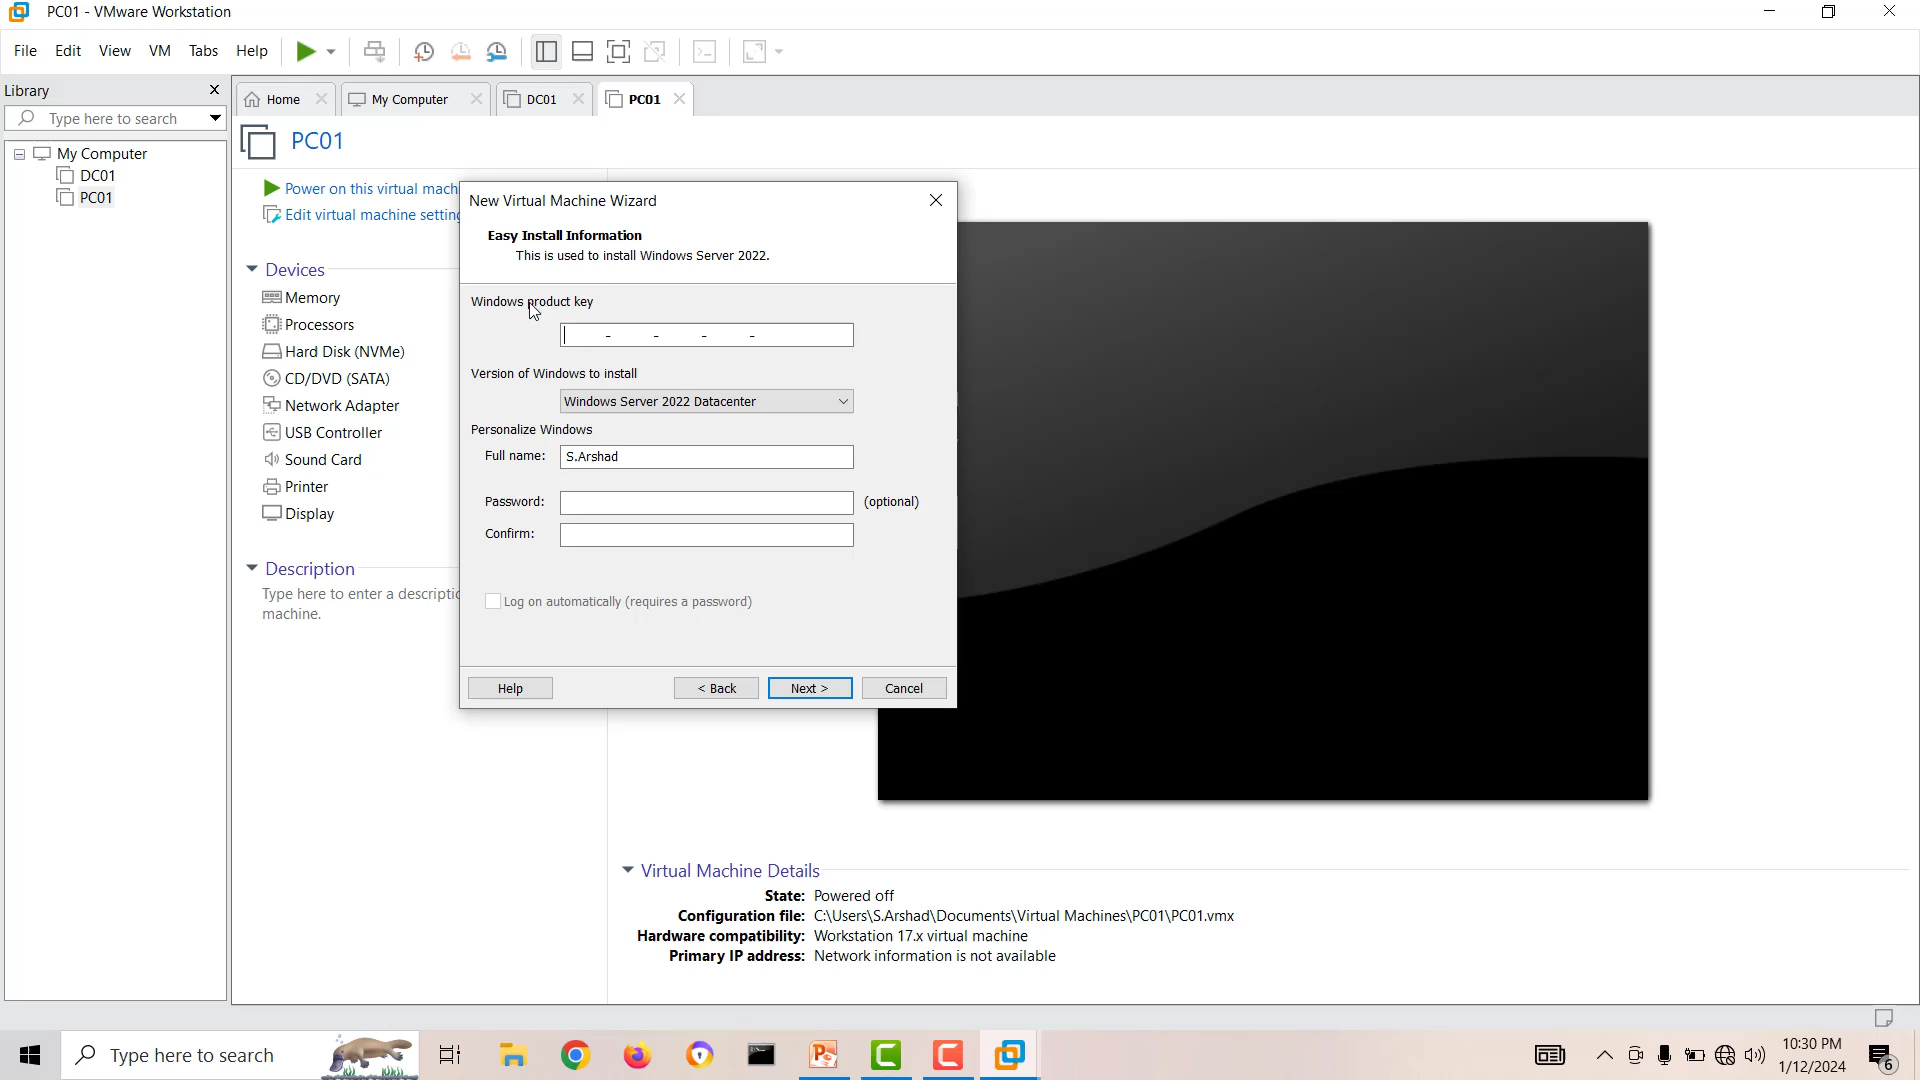 PC01 - VMware Workstation
File Edit View VM Tabs Help
Library
Type here to search
My Computer
DC01
PC01
Home
My Computer
DC01
PC01
PC01
Power on this virtual machi
Edit virtual machine setting
Devices
Memory
Processors
Hard Disk (NVMe)
CD/DVD (SATA)
Network Adapter
USB Controller
Sound Card
Printer
Display
Description
Type here to enter a descriptio
machine.
New Virtual Machine Wizard
Easy Install Information
This is used to install Windows Server 2022.
Windows product key
- - - -
Version of Windows to install
Windows Server 2022 Datacenter
Personalize Windows
Full name: S.Arshad
Password: (optional)
Confirm:
Log on automatically (requires a password)
Help < Back Next > Cancel
Virtual Machine Details
State: Powered off
Configuration file: C:\Users\S.Arshad\Documents\Virtual Machines\PC01\PC01.vmx
Hardware compatibility: Workstation 17.x virtual machine
Primary IP address: Network information is not available
Type here to search
10:30 PM
1/12/2024
6